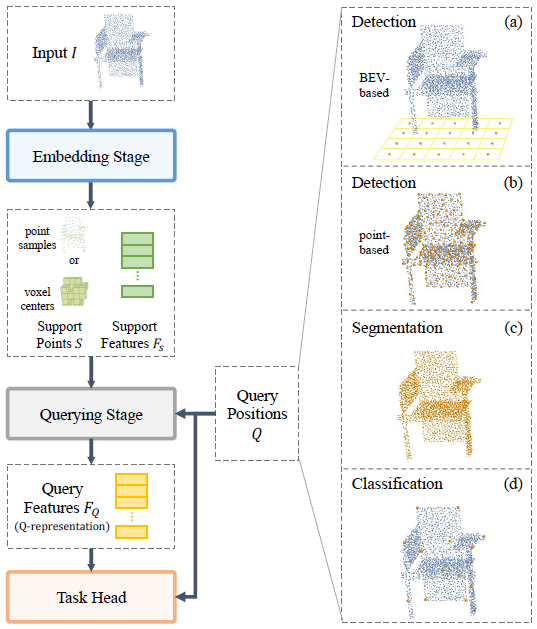 Input I
Embedding Stage
point
samples
or
voxel
centers
Support
Points S
Support
Features F_S
Querying Stage
Query
Positions
Q
Query
Features F_Q
(Q-representation)
Task Head
Detection (a)
BEV-
based
Detection (b)
point-
based
Segmentation (c)
Classification (d)